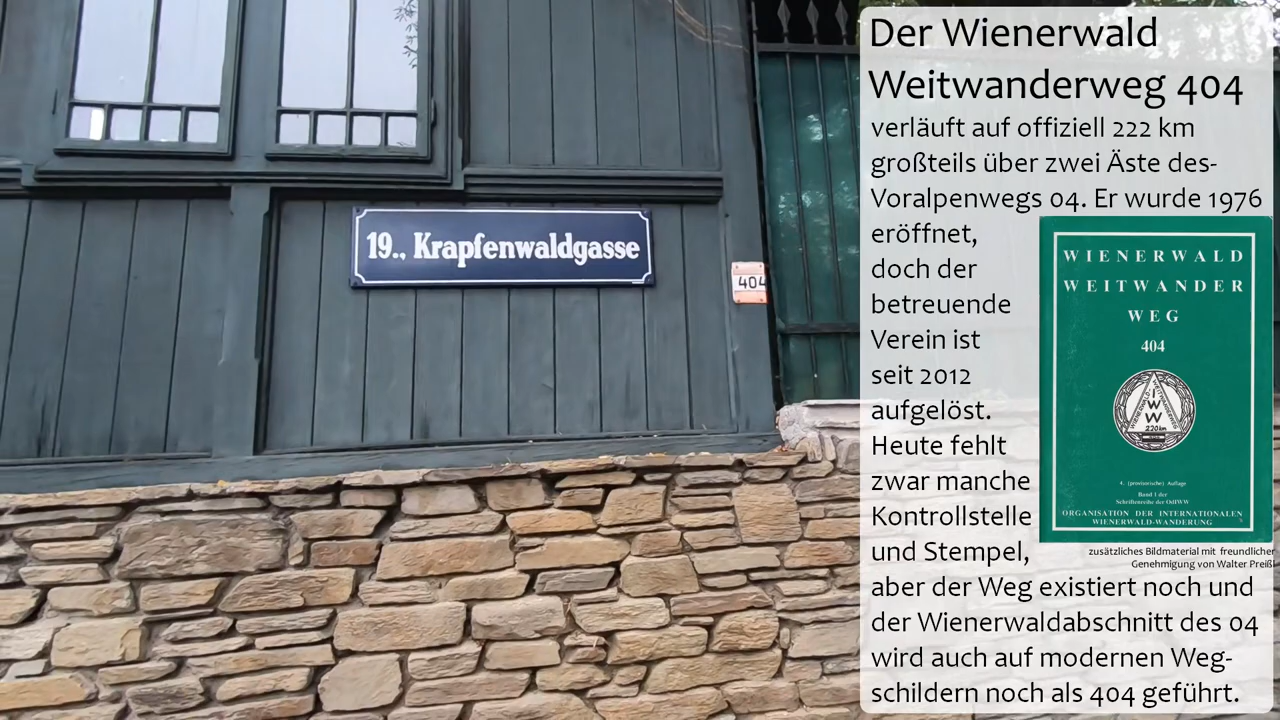 19., Krapfenwaldgasse
404
Der Wienerwald
Weitwanderweg 404
verläuft auf offiziell 222 km
großteils über zwei Äste des-
Voralpenwegs 04. Er wurde 1976
eröffnet,
doch der
betreuende
Verein ist
seit 2012
aufgelöst.
Heute fehlt
zwar manche
Kontrollstelle
und Stempel,
aber der Weg existiert noch und
der Wienerwaldabschnitt des 04
wird auch auf modernen Weg-
schildern noch als 404 geführt.
WIENERWALD
WEITWANDER
WEG
404
IWW
220km
4. (provisorische) Auflage
Band 1 der
Schriftenreihe der OdIWW
ORGANISATION DER INTERNATIONALEN
WIENERWALD-WANDERUNG
zusätzliches Bildmaterial mit freundlicher
Genehmigung von Walter Preiß